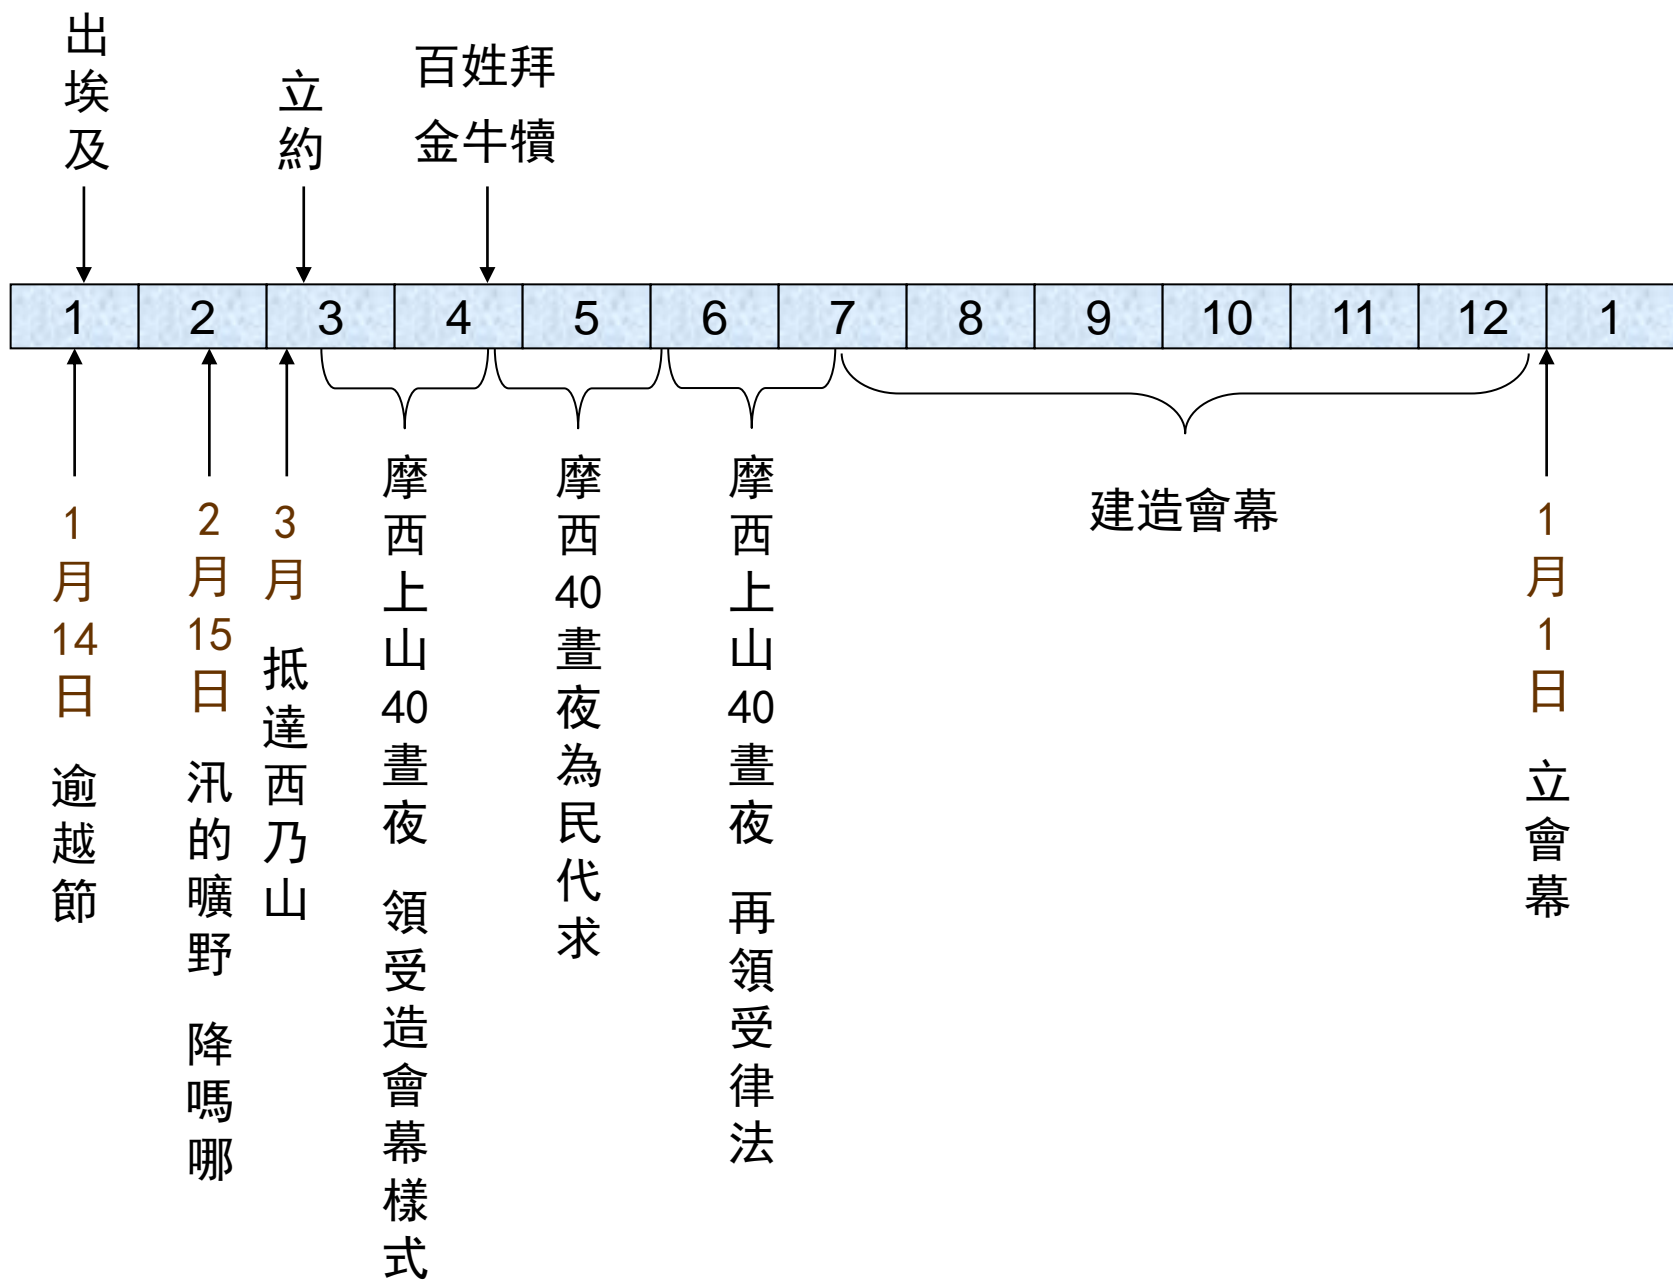 出埃及
立約
百姓拜
金牛犢
1 2 3 4 5 6 7 8 9 10 11 12 1
1月14日 逾越節
2月15日 汛的曠野 降嗎哪
3月 抵達西乃山
摩西上山40晝夜 領受造會幕樣式
摩西40晝夜為民代求
摩西上山40晝夜 再領受律法
建造會幕
1月1日 立會幕